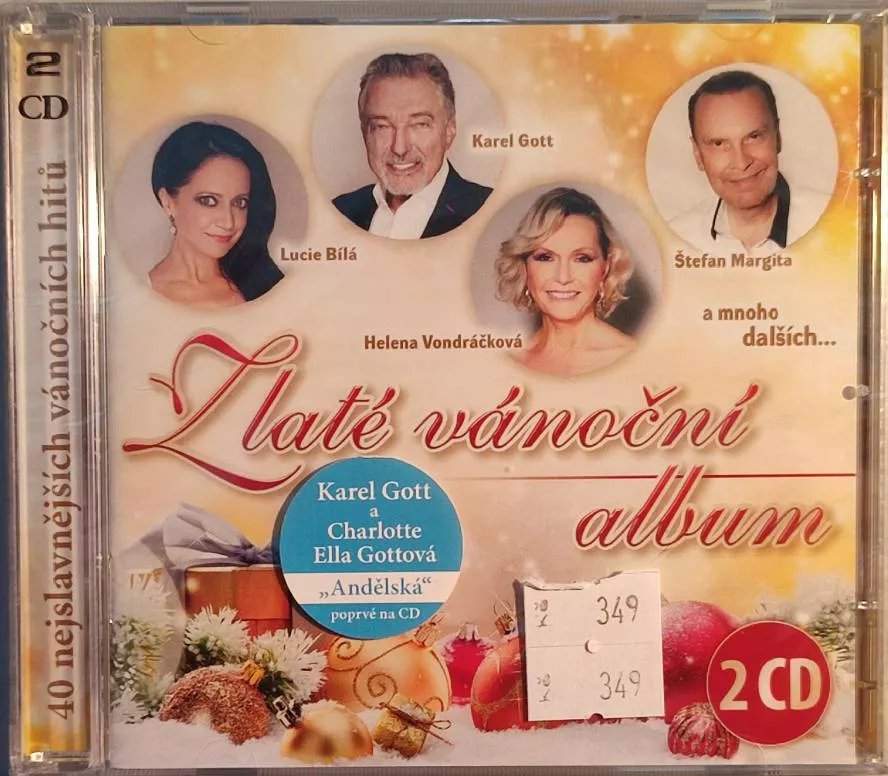 2
CD
40 nejslavnějších vánočních hitů
Karel Gott
Lucie Bílá
Štefan Margita
Helena Vondráčková
a mnoho
dalších...
Zlaté vánoční
album
Karel Gott
a
Charlotte
Ella Gottová
„Andělská“
poprvé na CD
349
349
2 CD